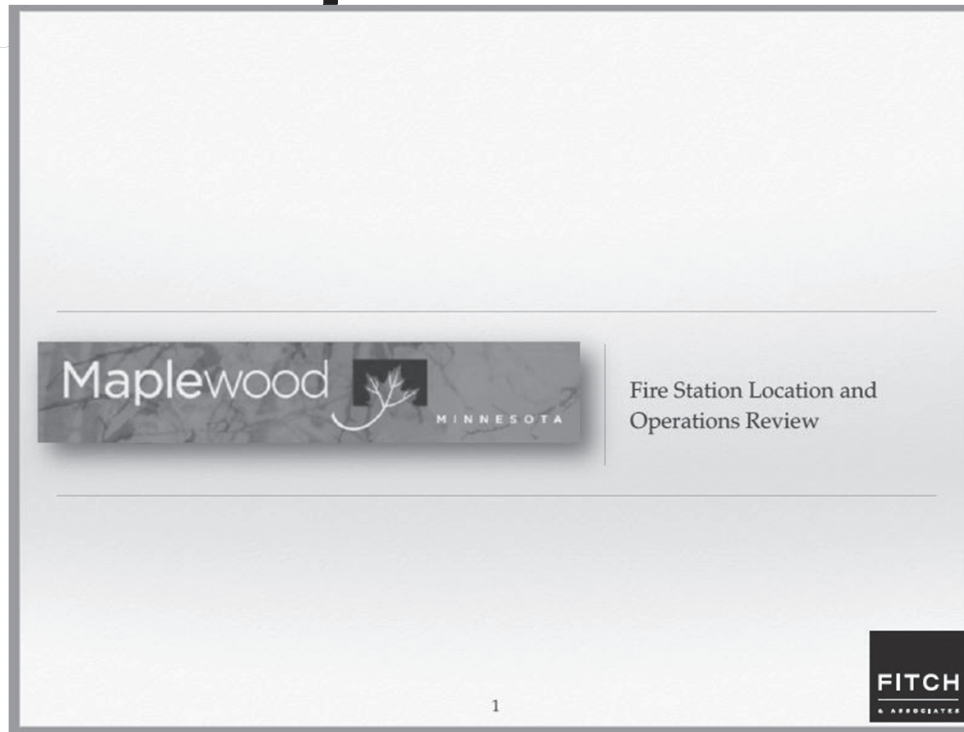 Maplewood
MINNESOTA
Fire Station Location and
Operations Review
FITCH
& ASSOCIATES
1